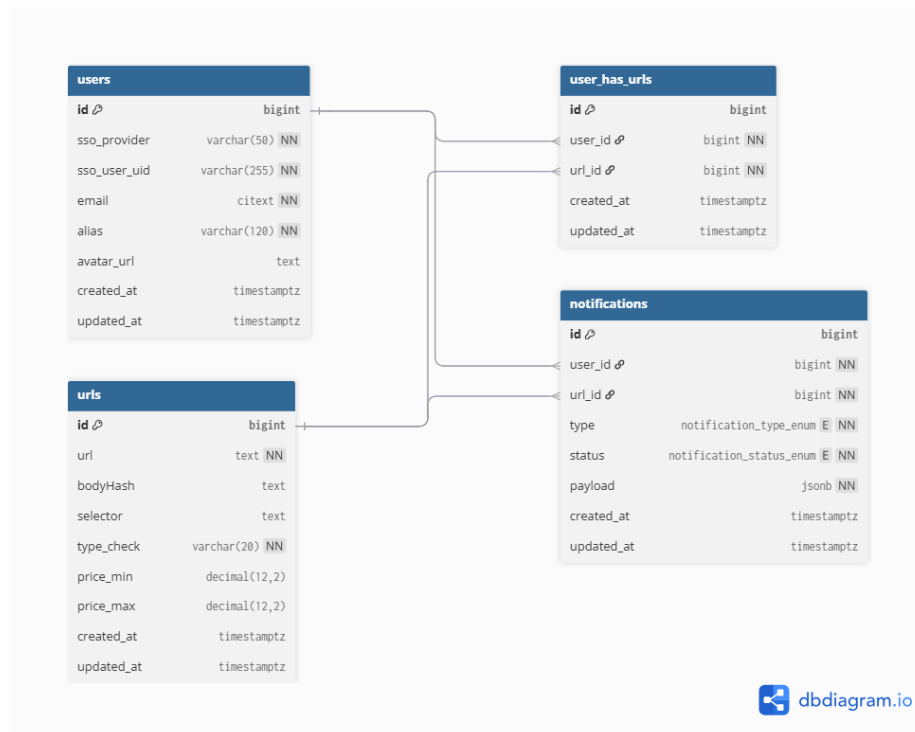 users
id bigint
sso_provider varchar(50) NN
sso_user_uid varchar(255) NN
email citext NN
alias varchar(120) NN
avatar_url text
created_at timestamptz
updated_at timestamptz
urls
id bigint
url text NN
bodyHash text
selector text
type_check varchar(20) NN
price_min decimal(12,2)
price_max decimal(12,2)
created_at timestamptz
updated_at timestamptz
user_has_urls
id bigint
user_id bigint NN
url_id bigint NN
created_at timestamptz
updated_at timestamptz
notifications
id bigint
user_id bigint NN
url_id bigint NN
type notification_type_enum E NN
status notification_status_enum E NN
payload jsonb NN
created_at timestamptz
updated_at timestamptz
dbdiagram.io